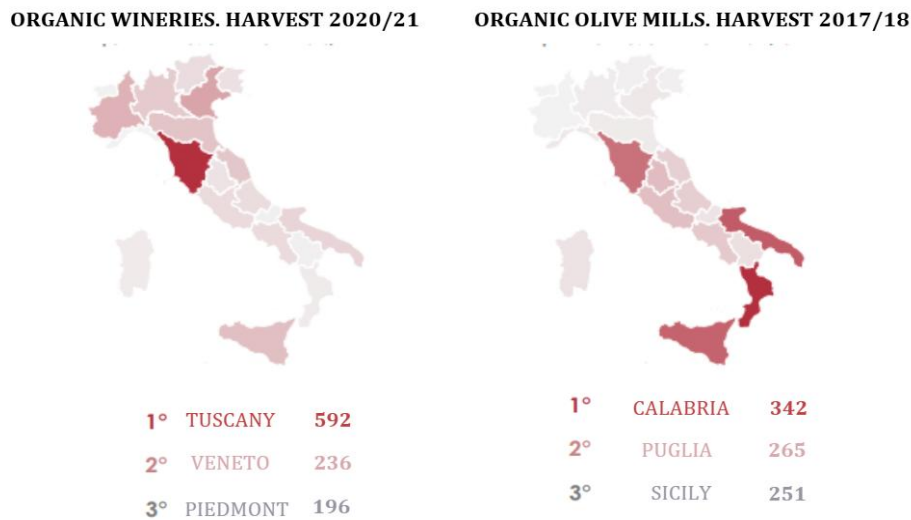 ORGANIC WINERIES. HARVEST 2020/21
1° TUSCANY 592
2° VENETO 236
3° PIEDMONT 196
ORGANIC OLIVE MILLS. HARVEST 2017/18
1° CALABRIA 342
2° PUGLIA 265
3° SICILY 251